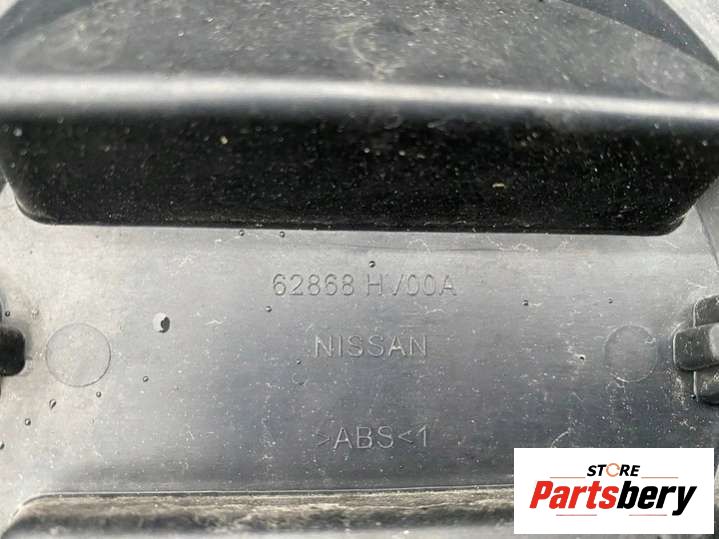 62868 HV00A
NISSAN
>ABS<1
STORE
Partsbery